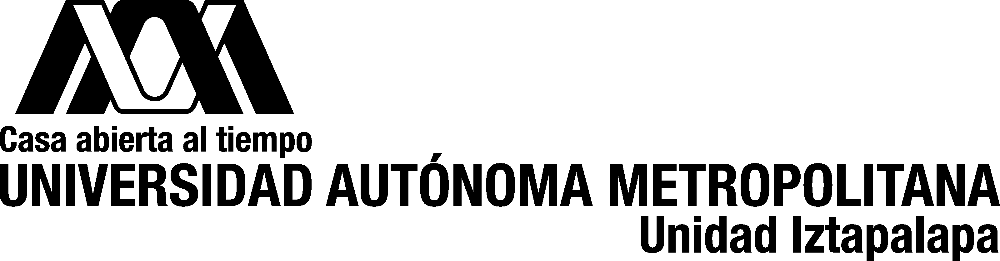 Casa abierta al tiempo
UNIVERSIDAD AUTÓNOMA METROPOLITANA
Unidad Iztapalapa